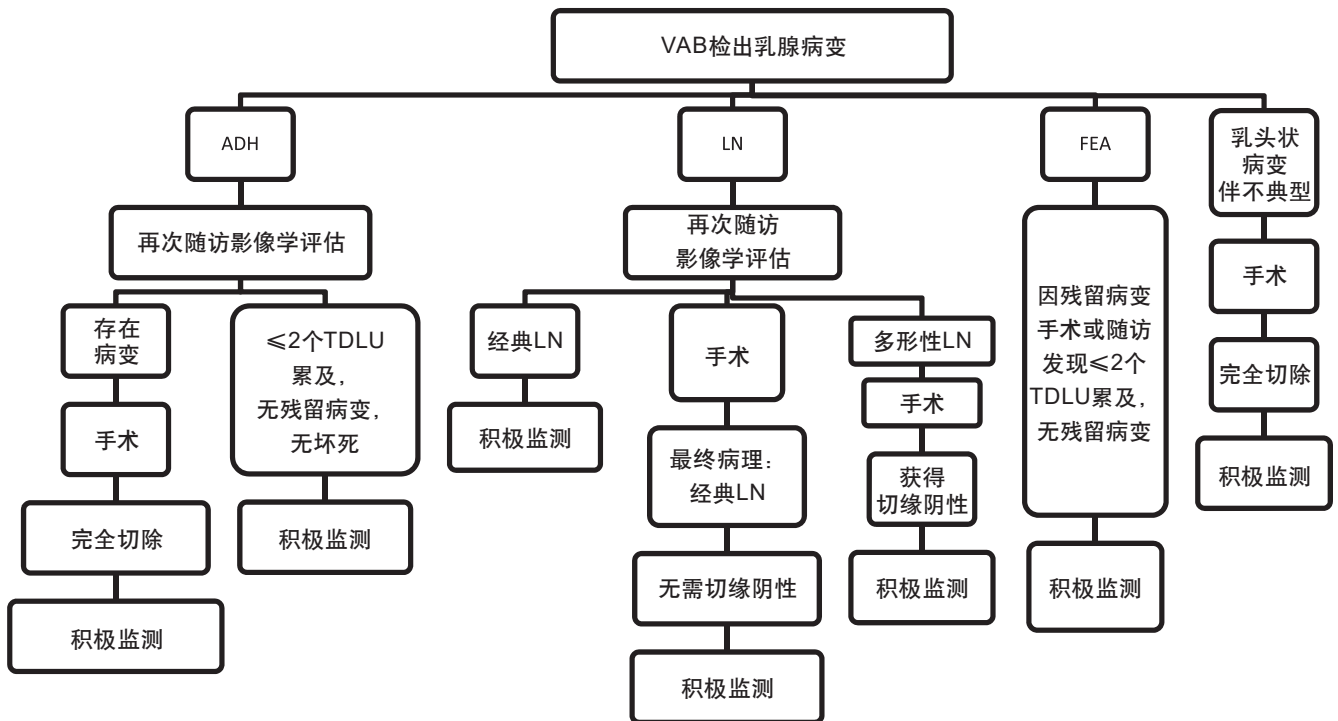 VAB检出乳腺病变
ADH
再次随访影像学评估
存在
病变
手术
完全切除
积极监测
≤2个TDLU
累及，
无残留病变，
无坏死
积极监测
LN
再次随访
影像学评估
经典LN
积极监测
手术
最终病理：
经典LN
无需切缘阴性
积极监测
多形性LN
手术
获得
切缘阴性
积极监测
FEA
因残留病变
手术或随访
发现≤2个
TDLU累及，
无残留病变
积极监测
乳头状
病变
伴不典型
手术
完全切除
积极监测